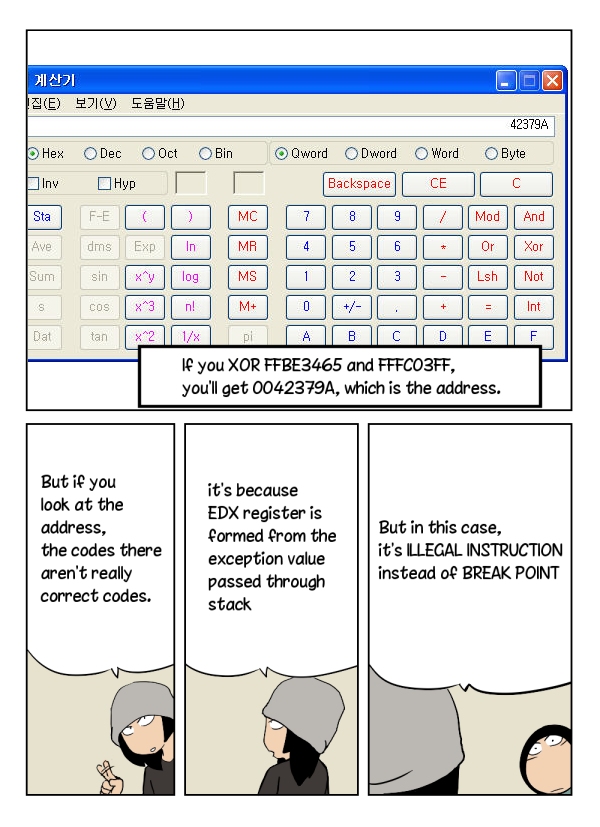 계산기
집(E) 보기(V) 도움말(H)
42379A
Hex Dec Oct Bin Qword Dword Word Byte
Inv Hyp Backspace CE C
Sta F-E ( ) MC 7 8 9 / Mod And
Ave dms Exp ln MR 4 5 6 * Or Xor
Sum sin x^y log MS 1 2 3 - Lsh Not
s cos x^3 n! M+ 0 +/- . + = Int
Dat tan x^2 1/x pi A B C D E F
If you XOR FFBE3465 and FFFC03FF,
you'll get 0042379A, which is the address.
But if you
look at the
address,
the codes there
aren't really
correct codes.
it's because
EDX register is
formed from the
exception value
passed through
stack
But in this case,
it's ILLEGAL INSTRUCTION
instead of BREAK POINT